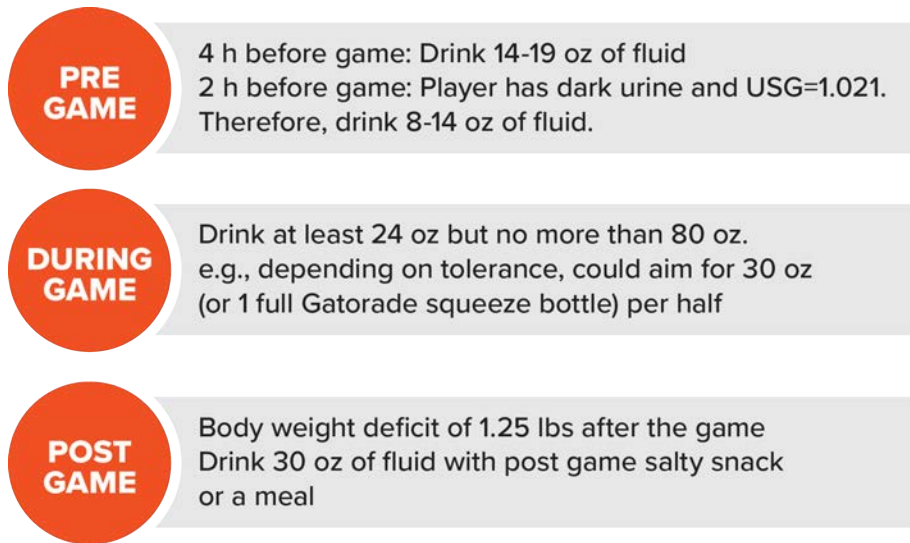 PRE
GAME
4 h before game: Drink 14-19 oz of fluid
2 h before game: Player has dark urine and USG=1.021.
Therefore, drink 8-14 oz of fluid.
DURING
GAME
Drink at least 24 oz but no more than 80 oz.
e.g., depending on tolerance, could aim for 30 oz
(or 1 full Gatorade squeeze bottle) per half
POST
GAME
Body weight deficit of 1.25 lbs after the game
Drink 30 oz of fluid with post game salty snack
or a meal